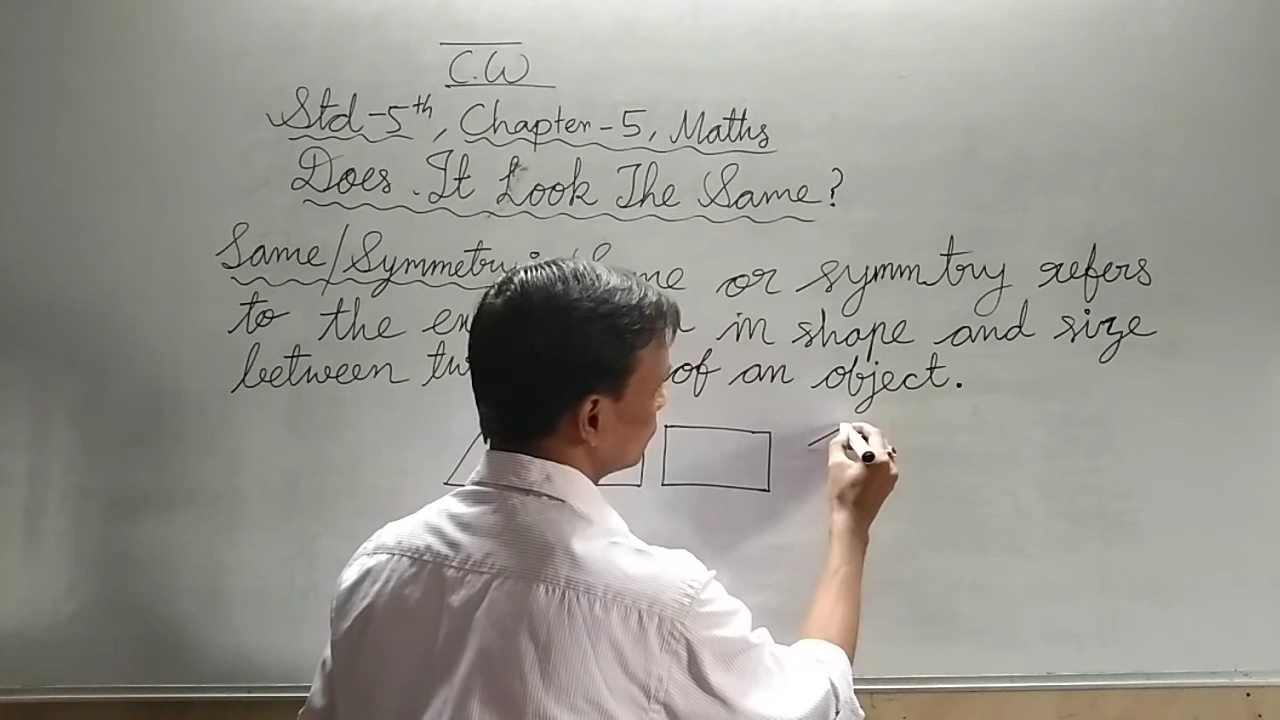 C.W
Std-5th, Chapter-5, Maths
Does It Look The Same?
Same/Symmetry or symmtry refers
to the in shape and size
between of an object.